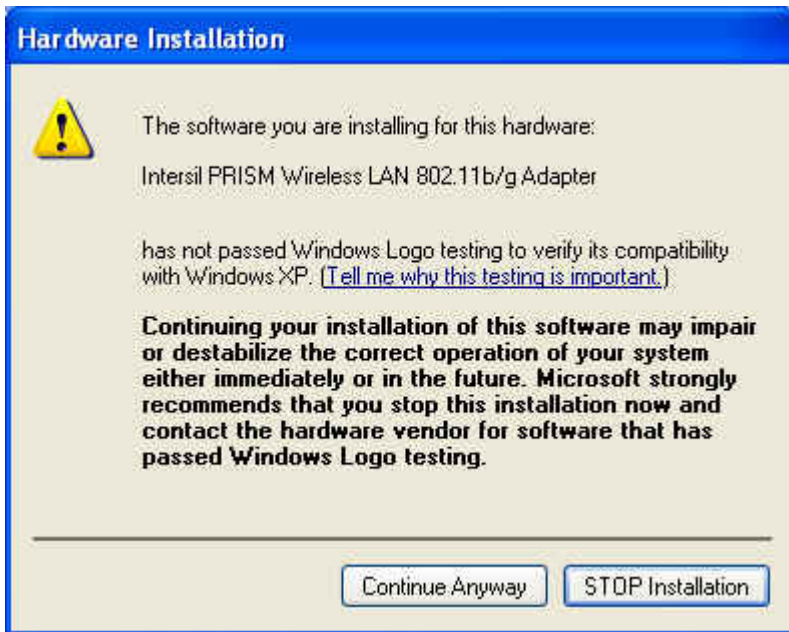 Hardware Installation
The software you are installing for this hardware:
Intersil PRISM Wireless LAN 802.11b/g Adapter
has not passed Windows Logo testing to verify its compatibility
with Windows XP. (Tell me why this testing is important.)
Continuing your installation of this software may impair
or destabilize the correct operation of your system
either immediately or in the future. Microsoft strongly
recommends that you stop this installation now and
contact the hardware vendor for software that has
passed Windows Logo testing.
Continue Anyway STOP Installation